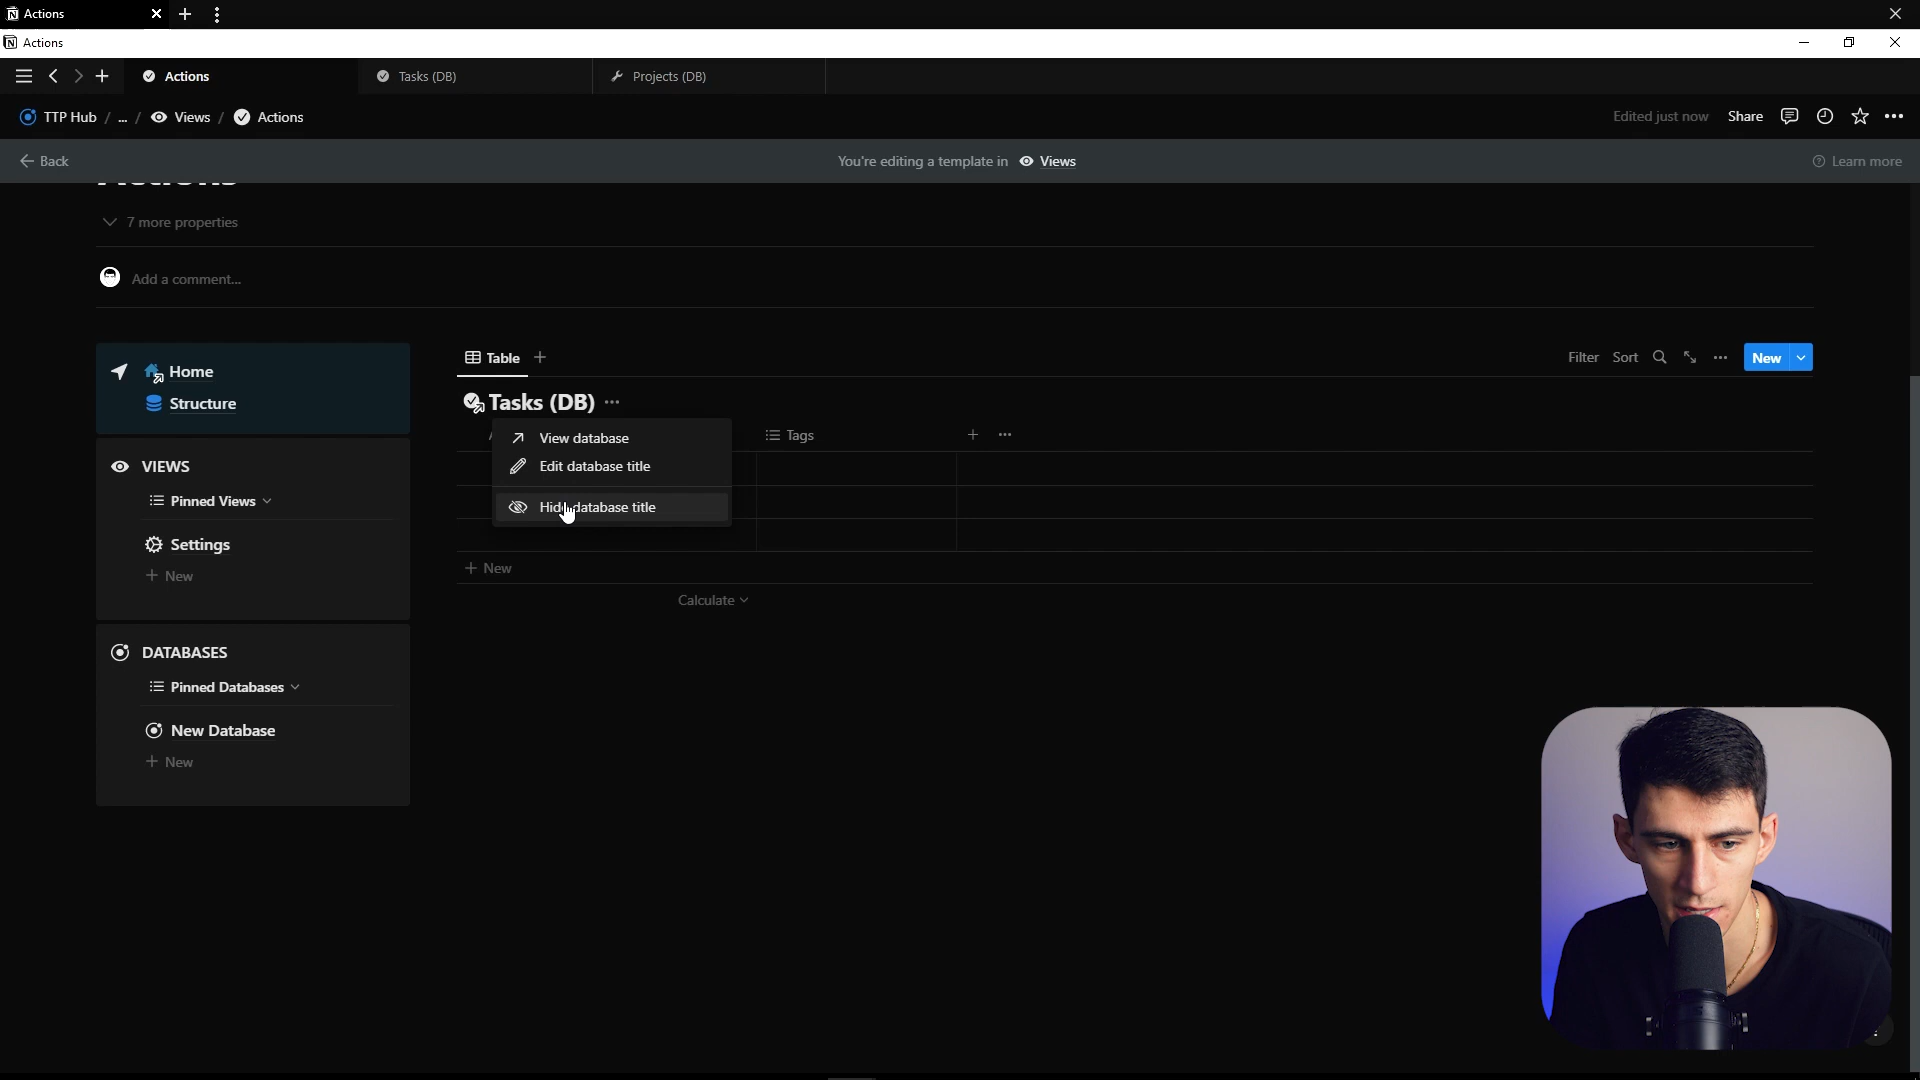 Actions
Actions
Actions
Tasks (DB)
Projects (DB)
TTP Hub / ... / Views / Actions
Edited just now
Share
Back
You're editing a template in Views
Learn more
Actions
7 more properties
Add a comment...
Home
Structure
VIEWS
Pinned Views
Settings
New
DATABASES
Pinned Databases
New Database
New
Table
Filter
Sort
New
Tasks (DB)
View database
Edit database title
Hide database title
Tags
New
Calculate